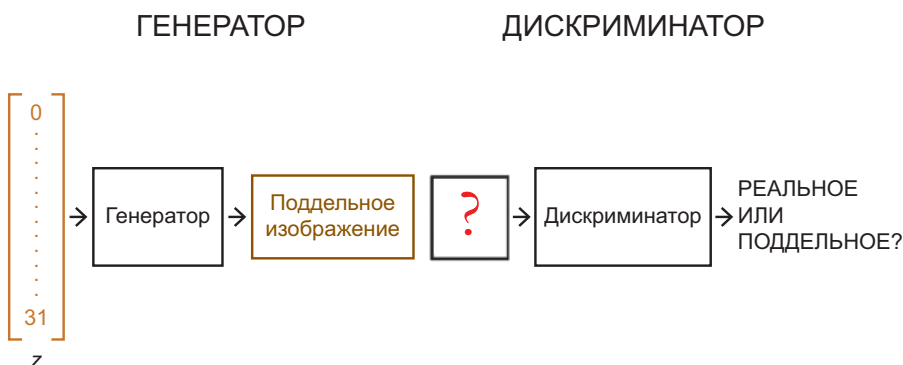 ГЕНЕРАТОР
ДИСКРИМИНАТОР
0
31
z
Генератор
Поддельное
изображение
?
Дискриминатор
РЕАЛЬНОЕ
ИЛИ
ПОДДЕЛЬНОЕ?